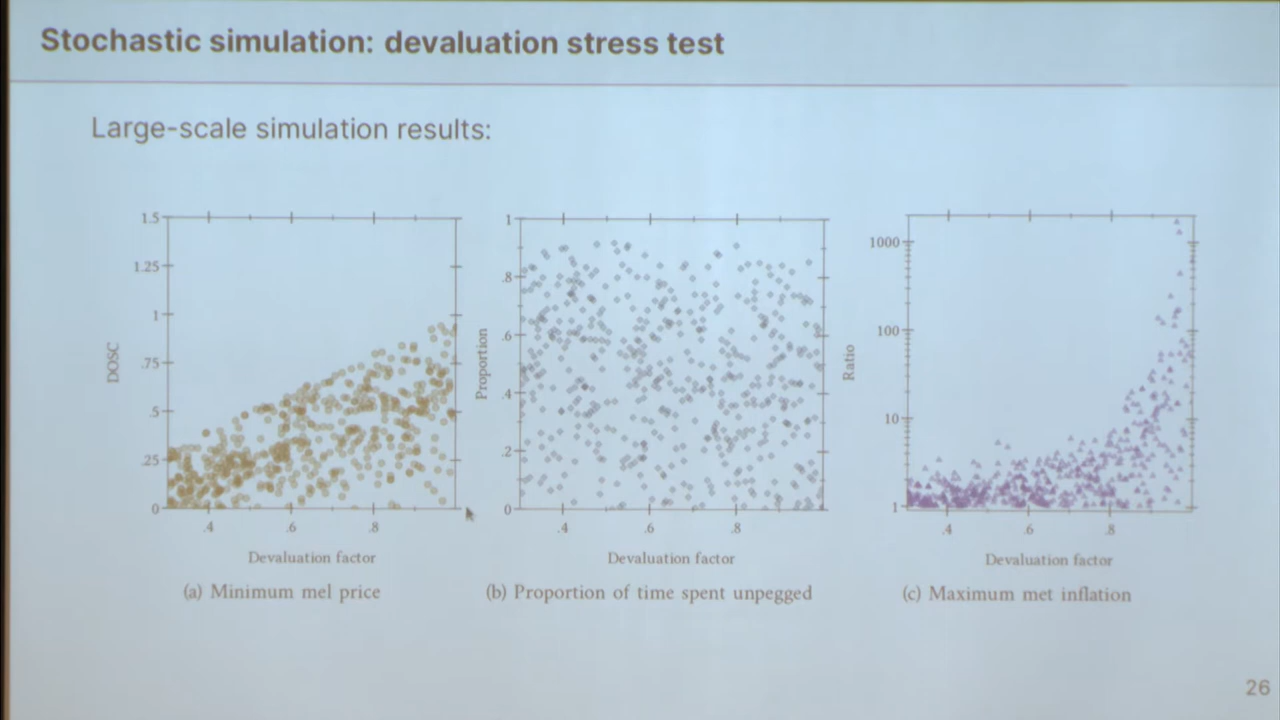 Stochastic simulation: devaluation stress test
Large-scale simulation results:
1.5
1.25
1
.75
.5
.25
0
DOSC
.4 .6 .8
Devaluation factor
(a) Minimum mel price
1
.8
.6
.4
.2
0
Proportion
.4 .6 .8
Devaluation factor
(b) Proportion of time spent unpegged
1000
100
10
1
Ratio
.4 .6 .8
Devaluation factor
(c) Maximum met inflation
26